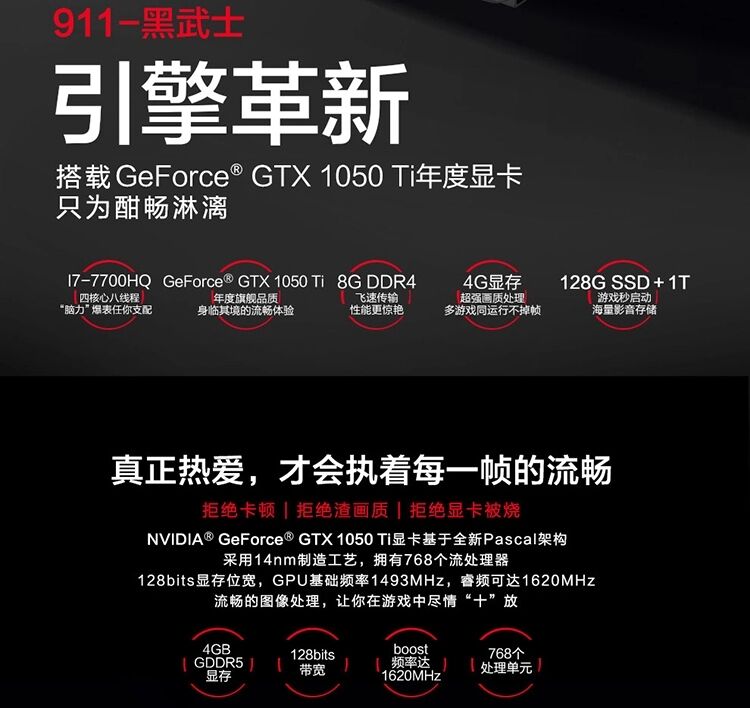 911-黑武士
引擎革新
搭载GeForce® GTX 1050 Ti年度显卡
只为酣畅淋漓
I7-7700HQ
四核心八线程
“脑力”爆表任你支配
GeForce® GTX 1050 Ti
年度旗舰品质
身临其境的流畅体验
8G DDR4
飞速传输
性能更惊艳
4G显存
超强画质处理
多游戏同运行不掉帧
128G SSD+1T
游戏秒启动
海量影音存储
真正热爱，才会执着每一帧的流畅
拒绝卡顿 | 拒绝渣画质 | 拒绝显卡被烧
NVIDIA® GeForce® GTX 1050 Ti显卡基于全新Pascal架构
采用14nm制造工艺，拥有768个流处理器
128bits显存位宽，GPU基础频率1493MHz，睿频可达1620MHz
流畅的图像处理，让你在游戏中尽情“十”放
4GB
GDDR5
显存
128bits
带宽
boost
频率达
1620MHz
768个
处理单元